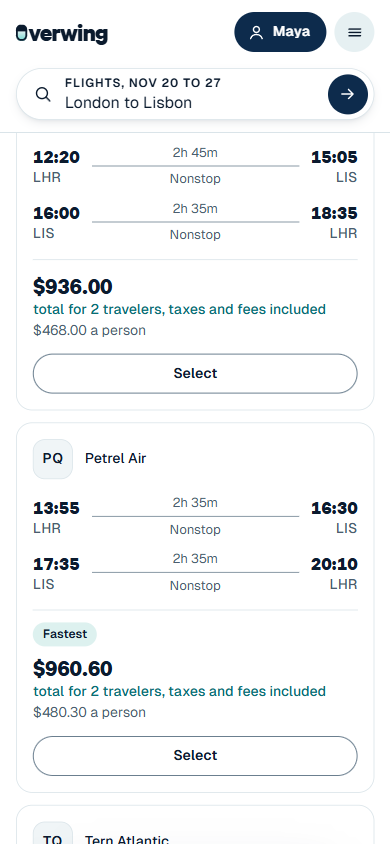 Overwing
Maya
FLIGHTS, NOV 20 TO 27
London to Lisbon
12:20 2h 45m 15:05
LHR Nonstop LIS
16:00 2h 35m 18:35
LIS Nonstop LHR
$936.00
total for 2 travelers, taxes and fees included
$468.00 a person
Select
PQ Petrel Air
13:55 2h 35m 16:30
LHR Nonstop LIS
17:35 2h 35m 20:10
LIS Nonstop LHR
Fastest
$960.60
total for 2 travelers, taxes and fees included
$480.30 a person
Select
TQ Tern Atlantic